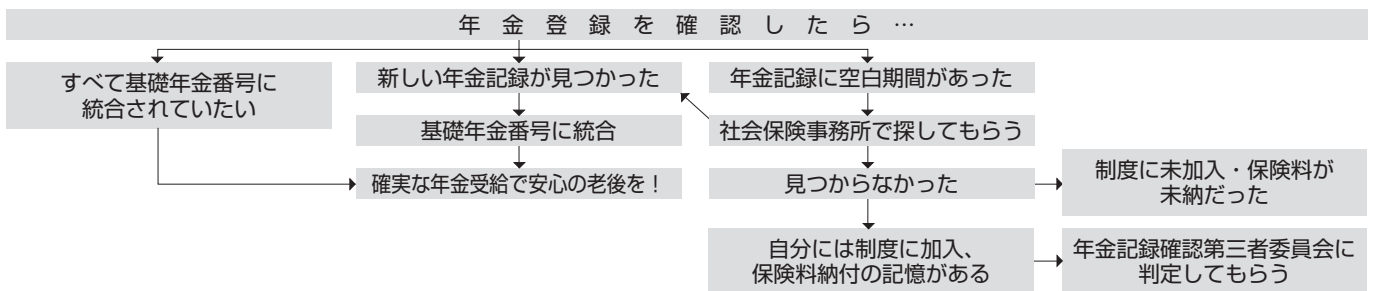 年金登録を確認したら…
すべて基礎年金番号に
統合されていたい
新しい年金記録が見つかった
年金記録に空白期間があった
基礎年金番号に統合
社会保険事務所で探してもらう
確実な年金受給で安心の老後を！
見つからなかった
制度に未加入・保険料が
未納だった
自分には制度に加入、
保険料納付の記憶がある
年金記録確認第三者委員会に
判定してもらう